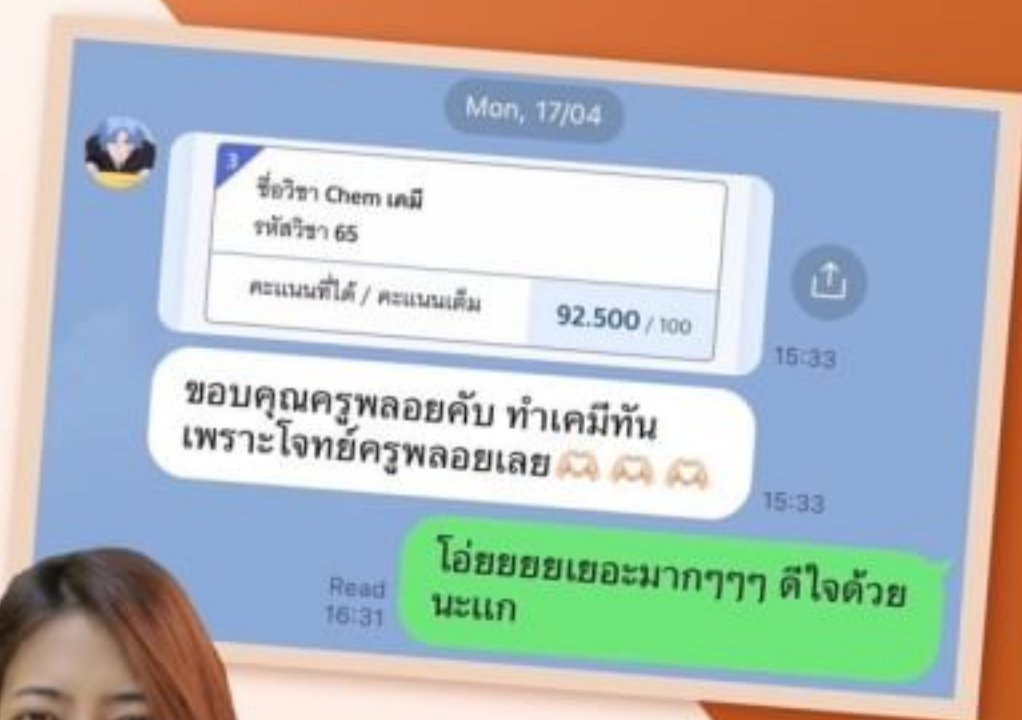 Mon, 17/04
3
ชื่อวิชา Chem เคมี
รหัสวิชา 65
คะแนนที่ได้ / คะแนนเต็ม
92.500 / 100
15:33
ขอบคุณครูพลอยคับ ทำเคมีทัน
เพราะโจทย์ครูพลอยเลย🫶🏻 🫶🏻 🫶🏻
15:33
โอ่ยยยยเยอะมากๆๆๆ ดีใจด้วย
นะแก
Read
16:31